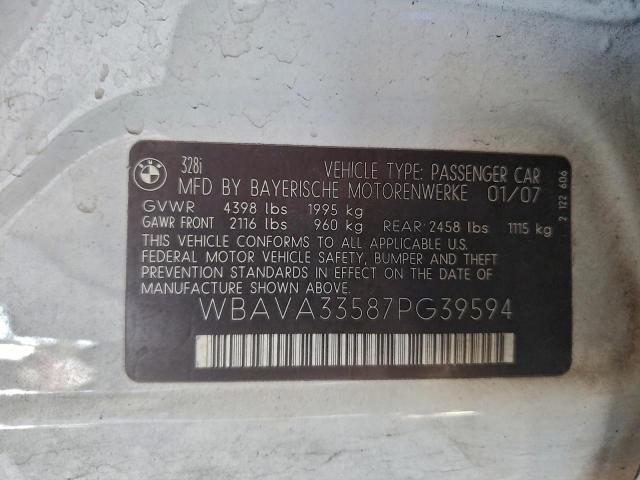 BMW
328i
VEHICLE TYPE: PASSENGER CAR
MFD BY BAYERISCHE MOTORENWERKE 01/07
GVWR 4398 lbs 1995 kg
GAWR FRONT 2116 lbs 960 kg REAR 2458 lbs 1115 kg
THIS VEHICLE CONFORMS TO ALL APPLICABLE U.S.
FEDERAL MOTOR VEHICLE SAFETY, BUMPER AND THEFT
PREVENTION STANDARDS IN EFFECT ON THE DATE OF
MANUFACTURE SHOWN ABOVE.
WBAVA33587PG39594
2 122 606